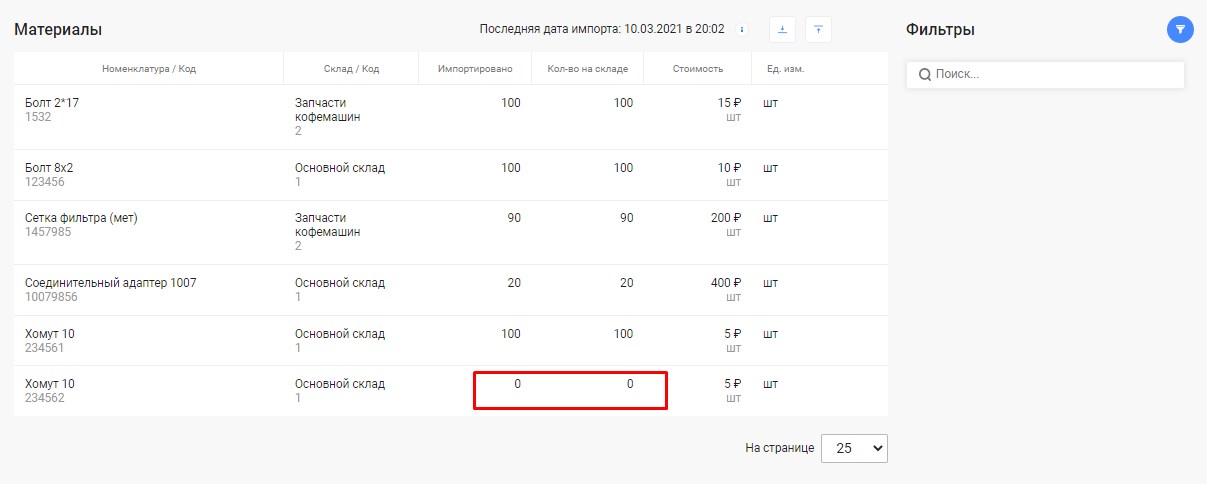 Материалы
Последняя дата импорта: 10.03.2021 в 20:02
Фильтры
Поиск...
Номенклатура / Код Склад / Код Импортировано Кол-во на складе Стоимость Ед. изм.
Болт 2*17 Запчасти 100 100 15 ₽ шт
1532 кофемашин шт
2
Болт 8х2 Основной склад 100 100 10 ₽ шт
123456 1 шт
Сетка фильтра (мет) Запчасти 90 90 200 ₽ шт
1457985 кофемашин шт
2
Соединительный адаптер 1007 Основной склад 20 20 400 ₽ шт
10079856 1 шт
Хомут 10 Основной склад 100 100 5 ₽ шт
234561 1 шт
Хомут 10 Основной склад 0 0 5 ₽ шт
234562 1 шт
На странице 25